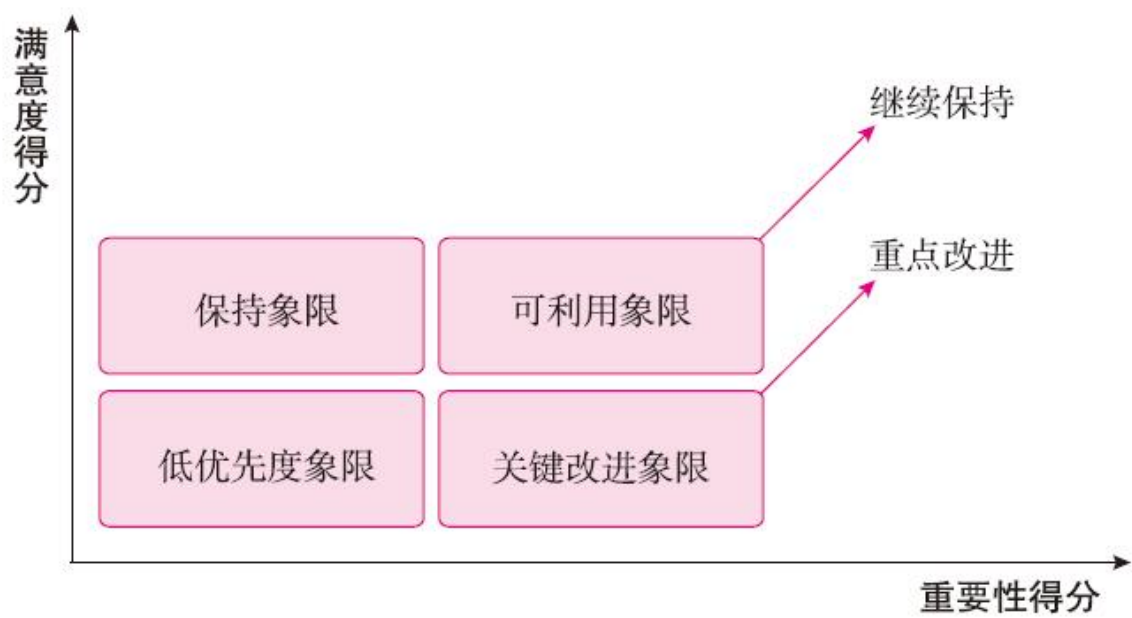 满意度得分
继续保持
重点改进
保持象限
可利用象限
低优先度象限
关键改进象限
重要性得分